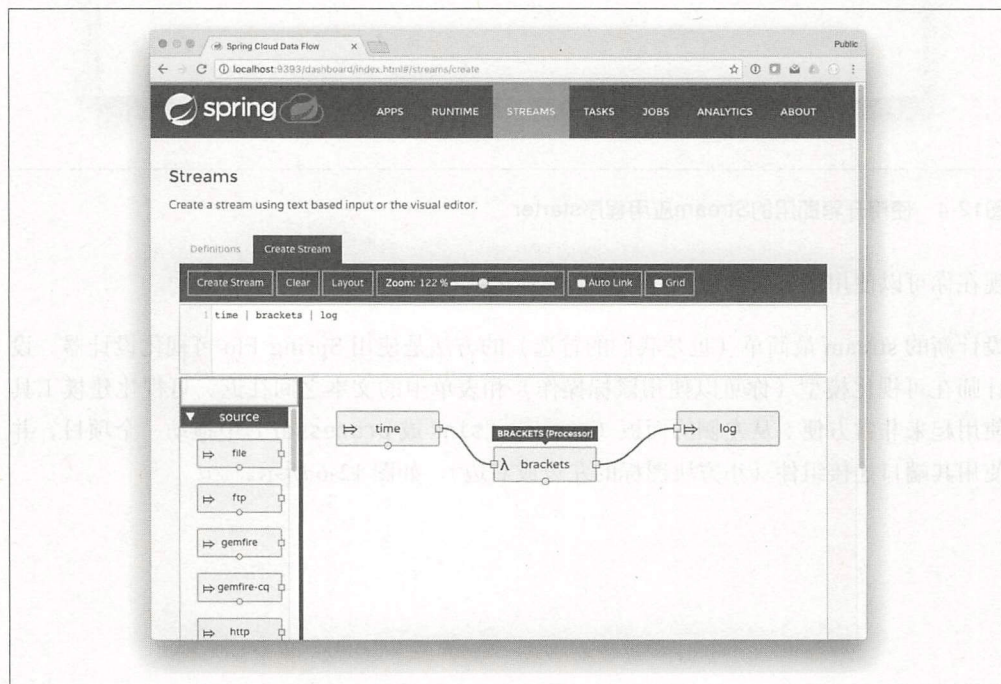 Spring Cloud Data Flow
Public
localhost:9393/dashboard/index.html#/streams/create
spring
APPS RUNTIME STREAMS TASKS JOBS ANALYTICS ABOUT
Streams
Create a stream using text based input or the visual editor.
Definitions Create Stream
Create Stream Clear Layout Zoom: 122 % Auto Link Grid
1 time | brackets | log
source
file
ftp
gemfire
gemfire-cq
http
time
BRACKETS (Processor)
λ brackets
log